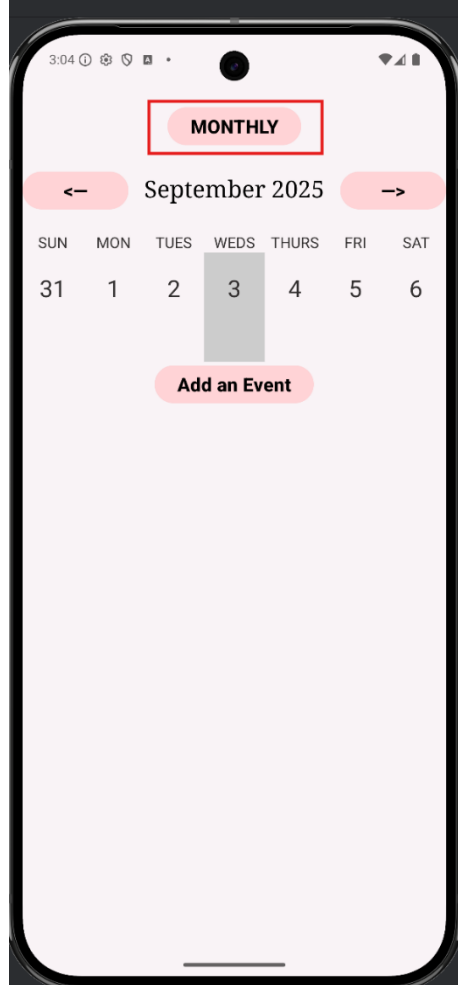 3:04
MONTHLY
<— September 2025 —>
SUN MON TUES WEDS THURS FRI SAT
31 1 2 3 4 5 6
Add an Event